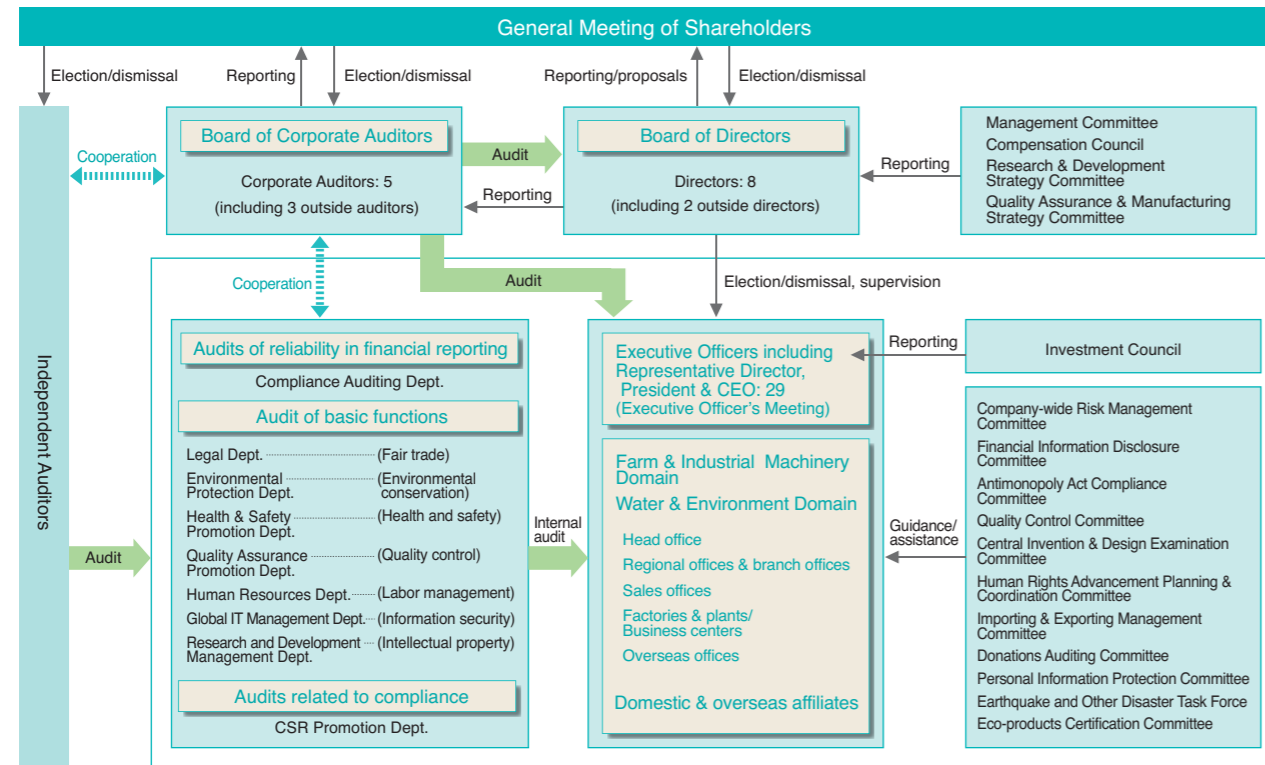 General Meeting of Shareholders
Election/dismissal
Reporting
Election/dismissal
Reporting/proposals
Election/dismissal
Independent Auditors
Cooperation
Board of Corporate Auditors
Corporate Auditors: 5
(including 3 outside auditors)
Audit
Reporting
Board of Directors
Directors: 8
(including 2 outside directors)
Reporting
Management Committee
Compensation Council
Research & Development
Strategy Committee
Quality Assurance & Manufacturing
Strategy Committee
Cooperation
Audit
Election/dismissal, supervision
Audit
Audits of reliability in financial reporting
Compliance Auditing Dept.
Audit of basic functions
Legal Dept. (Fair trade)
Environmental (Environmental
Protection Dept. conservation)
Health & Safety (Health and safety)
Promotion Dept.
Quality Assurance (Quality control)
Promotion Dept.
Human Resources Dept. (Labor management)
Global IT Management Dept. (Information security)
Research and Development (Intellectual property)
Management Dept.
Audits related to compliance
CSR Promotion Dept.
Internal
audit
Executive Officers including
Representative Director,
President & CEO: 29
(Executive Officer's Meeting)
Farm & Industrial Machinery
Domain
Water & Environment Domain
Head office
Regional offices & branch offices
Sales offices
Factories & plants/
Business centers
Overseas offices
Domestic & overseas affiliates
Reporting
Investment Council
Guidance/
assistance
Company-wide Risk Management
Committee
Financial Information Disclosure
Committee
Antimonopoly Act Compliance
Committee
Quality Control Committee
Central Invention & Design Examination
Committee
Human Rights Advancement Planning &
Coordination Committee
Importing & Exporting Management
Committee
Donations Auditing Committee
Personal Information Protection Committee
Earthquake and Other Disaster Task Force
Eco-products Certification Committee